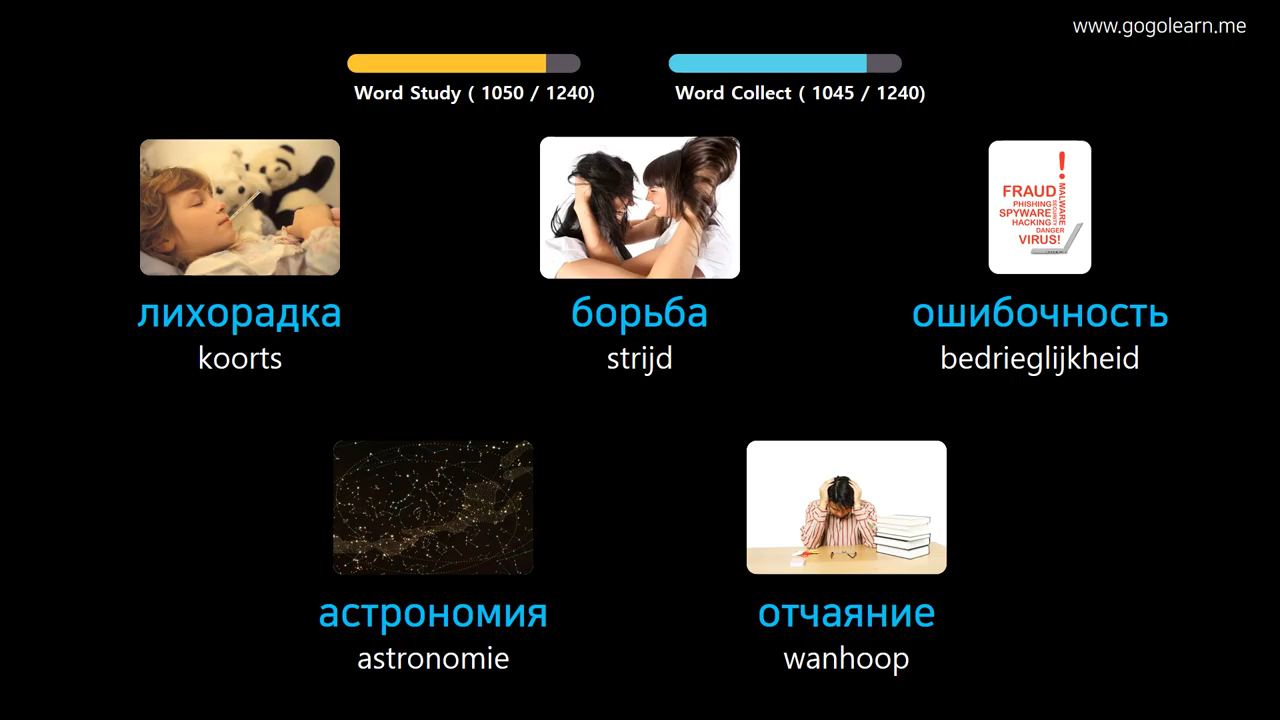 www.gogolearn.me
Word Study ( 1050 / 1240)
Word Collect ( 1045 / 1240)
FRAUD
PHISHING
SPYWARE
HACKING
DANGER
VIRUS!
!
MALWARE
SECURITY
лихорадка
koorts
борьба
strijd
ошибочность
bedrieglijkheid
астрономия
astronomie
отчаяние
wanhoop